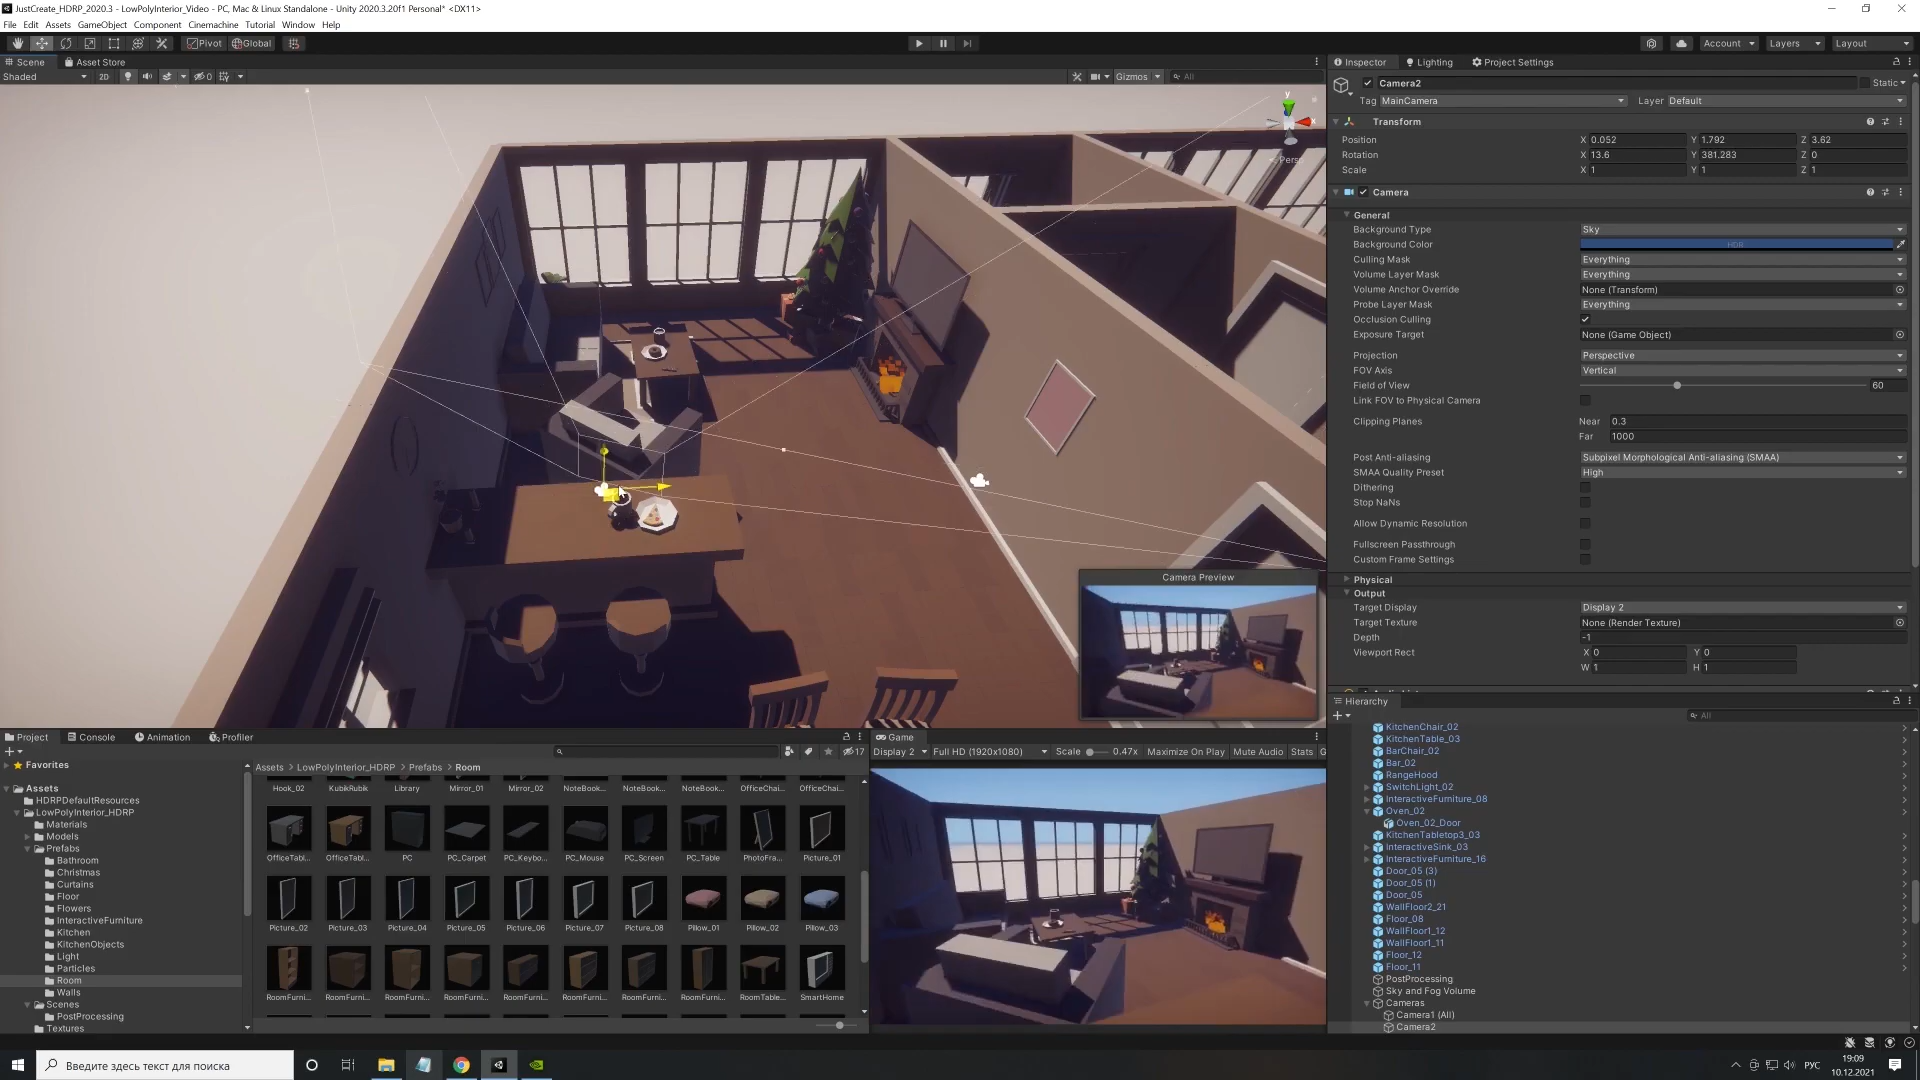 JustCreate_HDRP_2020.3 - LowPolyInterior_Video - PC, Mac & Linux Standalone - Unity 2020.3.20f1 Personal* <DX11>
File Edit Assets GameObject Component Cinemachine Tutorial Window Help
Pivot Global
Account Layers Layout
Scene Asset Store
Shaded 2D 0 Gizmos All
y
x
Persp
Camera Preview
Inspector Lighting Project Settings
Camera2 Static
Tag MainCamera Layer Default
Transform
Position X 0.052 Y 1.792 Z 3.62
Rotation X 13.6 Y 381.283 Z 0
Scale X 1 Y 1 Z 1
Camera
General
Background Type Sky
Background Color HDR
Culling Mask Everything
Volume Layer Mask Everything
Volume Anchor Override None (Transform)
Probe Layer Mask Everything
Occlusion Culling
Exposure Target None (Game Object)
Projection Perspective
FOV Axis Vertical
Field of View 60
Link FOV to Physical Camera
Clipping Planes Near 0.3
Far 1000
Post Anti-aliasing Subpixel Morphological Anti-aliasing (SMAA)
SMAA Quality Preset High
Dithering
Stop NaNs
Allow Dynamic Resolution
Fullscreen Passthrough
Custom Frame Settings
Physical
Output
Target Display Display 2
Target Texture None (Render Texture)
Depth -1
Viewport Rect X 0 Y 0
W 1 H 1
Hierarchy
All
KitchenChair_02
KitchenTable_03
BarChair_02
Bar_02
RangeHood
SwitchLight_02
InteractiveFurniture_08
Oven_02
Oven_02_Door
KitchenTabletop3_03
InteractiveSink_03
InteractiveFurniture_16
Door_05 (3)
Door_05 (1)
Door_05
WallFloor2_21
Floor_08
WallFloor1_12
WallFloor1_11
Floor_12
Floor_11
PostProcessing
Sky and Fog Volume
Cameras
Camera1 (All)
Camera2
Project Console Animation Profiler
17
Favorites
Assets
HDRPDefaultResources
LowPolyInterior_HDRP
Materials
Models
Prefabs
Bathroom
Christmas
Curtains
Floor
Flowers
InteractiveFurniture
Kitchen
KitchenObjects
Light
Particles
Room
Walls
Scenes
PostProcessing
Textures
Assets > LowPolyInterior_HDRP > Prefabs > Room
Hook_02 KubikRubik Library Mirror_01 Mirror_02 NoteBook... NoteBook... NoteBook... OfficeChai... OfficeChai...
OfficeTabl... OfficeTabl... PC PC_Carpet PC_Keybo... PC_Mouse PC_Screen PC_Table PhotoFra... Picture_01
Picture_02 Picture_03 Picture_04 Picture_05 Picture_06 Picture_07 Picture_08 Pillow_01 Pillow_02 Pillow_03
RoomFurni... RoomFurni... RoomFurni... RoomFurni... RoomFurni... RoomFurni... RoomFurni... RoomFurni... RoomTable... SmartHome
Game
Display 2 Full HD (1920x1080) Scale 0.47x Maximize On Play Mute Audio Stats G
Введите здесь текст для поиска
РУС
19:09
10.12.2021